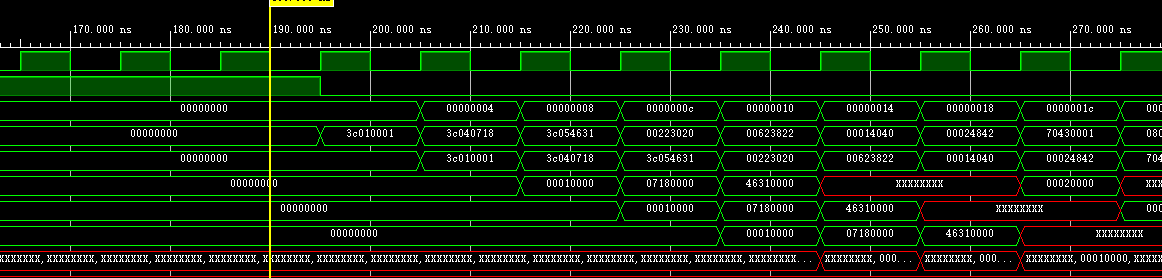 170.000 ns 180.000 ns 190.000 ns 200.000 ns 210.000 ns 220.000 ns 230.000 ns 240.000 ns 250.000 ns 260.000 ns 270.000 ns
00000000 00000004 00000008 0000000c 00000010 00000014 00000018 0000001c 000
00000000 3c010001 3c040718 3c054631 00223020 00623822 00014040 00024842 70430001 080
00000000 3c010001 3c040718 3c054631 00223020 00623822 00014040 00024842 704
00000000 00010000 07180000 46310000 XXXXXXXX 00020000 XXX
00000000 00010000 07180000 46310000 XXXXXXXX 000
00000000 00010000 07180000 46310000 XXXXXXXX
XXXXXXXX,XXXXXXXX,XXXXXXXX,XXXXXXXX,XXXXXXXX,XXXXXXXX,XXXXXXXX,XXXXXXXX,XXXXXXXX,XXXXXXXX,XXXXXXXX,XXXXXXXX,XXXXXXXX,XXXXXXXX,XXXXXXXX... XXXXXXXX,000... XXXXXXXX,000... XXXXXXXX,00010000,XXXXXX